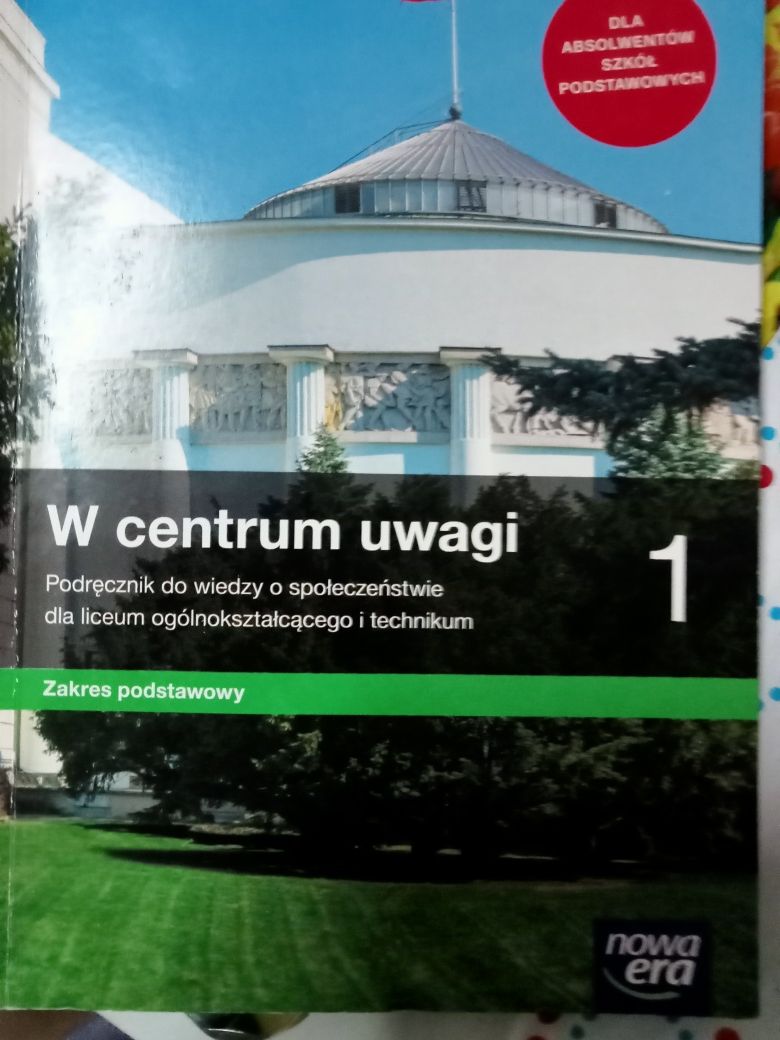 DLA
ABSOLWENTÓW
SZKÓŁ
PODSTAWOWYCH
W centrum uwagi
1
Podręcznik do wiedzy o społeczeństwie
dla liceum ogólnokształcącego i technikum
Zakres podstawowy
nowa
era